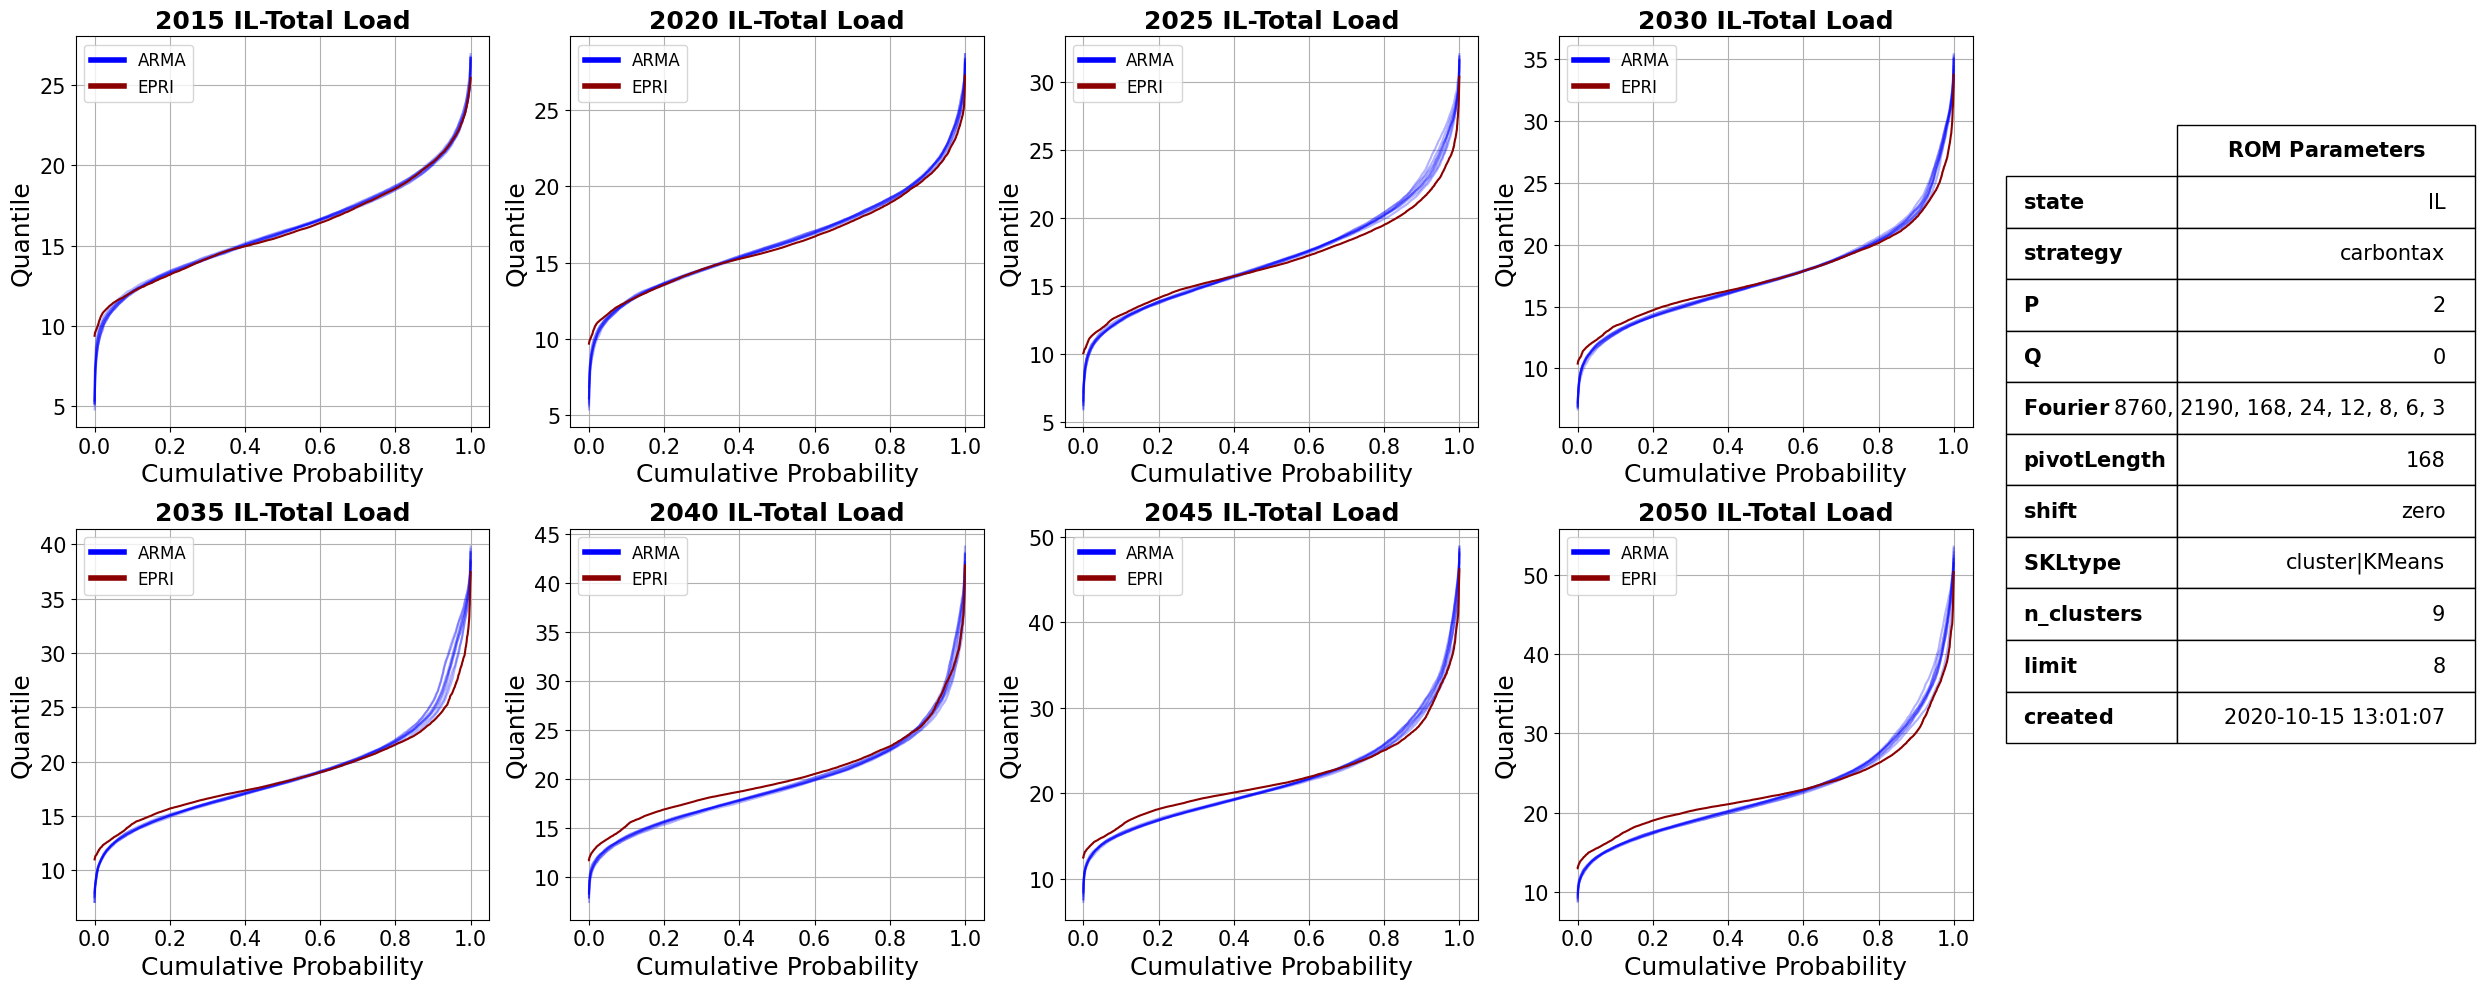 2015 IL-Total Load
ARMA
EPRI
25
20
15
10
5
0.0 0.2 0.4 0.6 0.8 1.0
Quantile
Cumulative Probability
2020 IL-Total Load
ARMA
EPRI
25
20
15
10
5
0.0 0.2 0.4 0.6 0.8 1.0
Quantile
Cumulative Probability
2025 IL-Total Load
ARMA
EPRI
30
25
20
15
10
5
0.0 0.2 0.4 0.6 0.8 1.0
Quantile
Cumulative Probability
2030 IL-Total Load
ARMA
EPRI
35
30
25
20
15
10
0.0 0.2 0.4 0.6 0.8 1.0
Quantile
Cumulative Probability
2035 IL-Total Load
ARMA
EPRI
40
35
30
25
20
15
10
0.0 0.2 0.4 0.6 0.8 1.0
Quantile
Cumulative Probability
2040 IL-Total Load
ARMA
EPRI
45
40
35
30
25
20
15
10
0.0 0.2 0.4 0.6 0.8 1.0
Quantile
Cumulative Probability
2045 IL-Total Load
ARMA
EPRI
50
40
30
20
10
0.0 0.2 0.4 0.6 0.8 1.0
Quantile
Cumulative Probability
2050 IL-Total Load
ARMA
EPRI
50
40
30
20
10
0.0 0.2 0.4 0.6 0.8 1.0
Quantile
Cumulative Probability
ROM Parameters
state IL
strategy carbontax
P 2
Q 0
Fourier 8760, 2190, 168, 24, 12, 8, 6, 3
pivotLength 168
shift zero
SKLtype cluster|KMeans
n_clusters 9
limit 8
created 2020-10-15 13:01:07